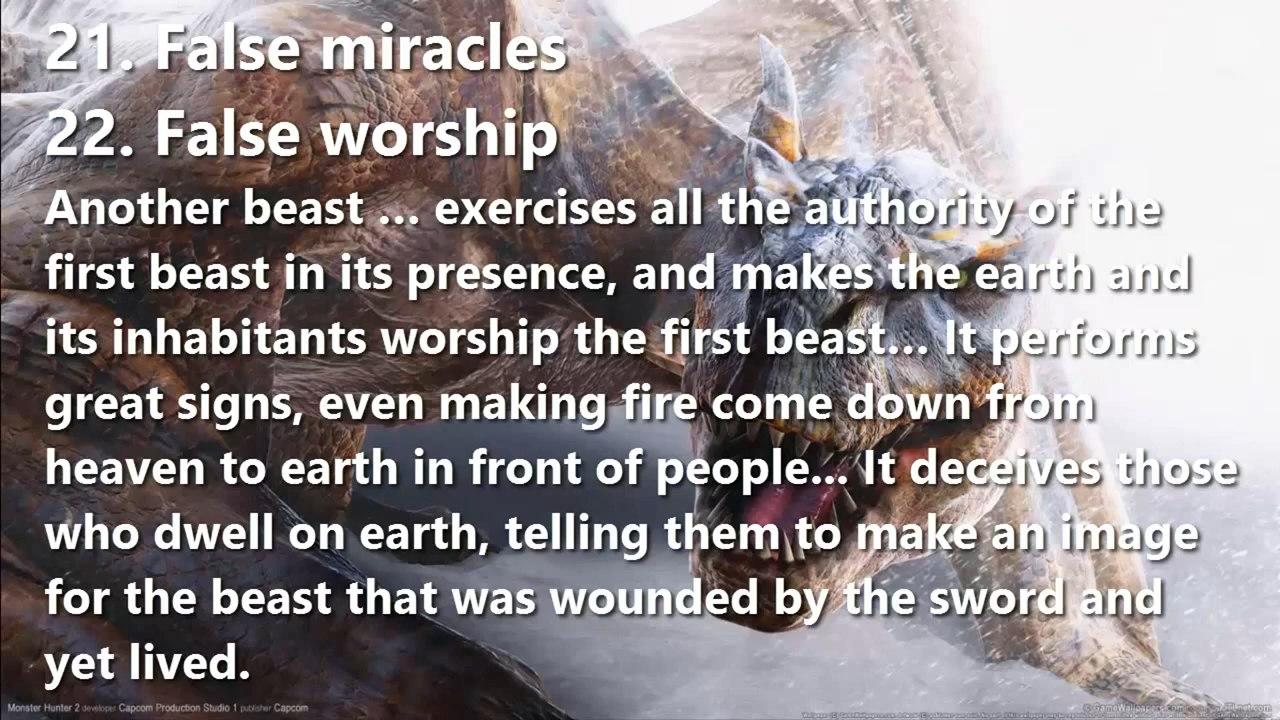 21. False miracles
22. False worship
Another beast … exercises all the authority of the
first beast in its presence, and makes the earth and
its inhabitants worship the first beast… It performs
great signs, even making fire come down from
heaven to earth in front of people... It deceives those
who dwell on earth, telling them to make an image
for the beast that was wounded by the sword and
yet lived.
Monster Hunter 2 developer Capcom Production Studio 1 publisher Capcom
© GameWallpapers.com